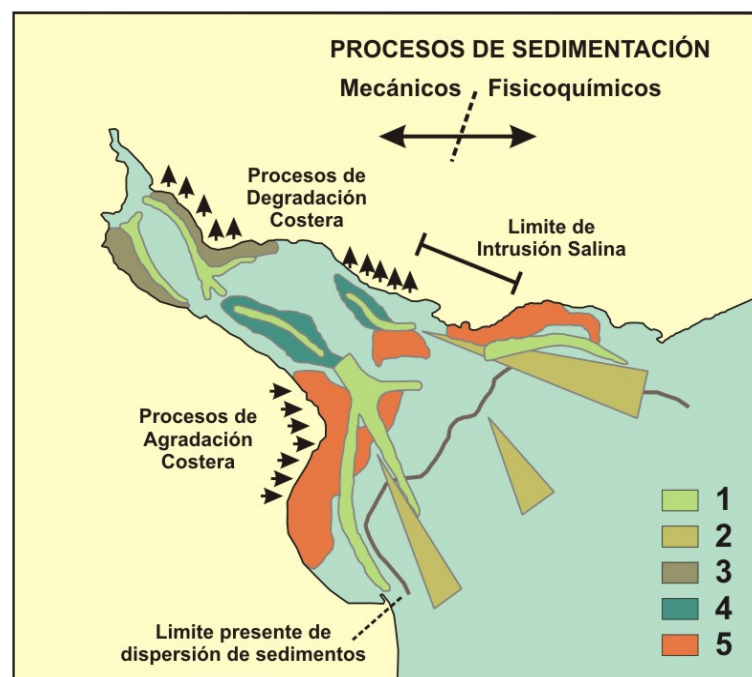 PROCESOS DE SEDIMENTACIÓN
Mecánicos
Fisicoquímicos
Procesos de
Degradación
Costera
Limite de
Intrusión Salina
Procesos de
Agradación
Costera
1
2
3
4
5
Limite presente de
dispersión de sedimentos